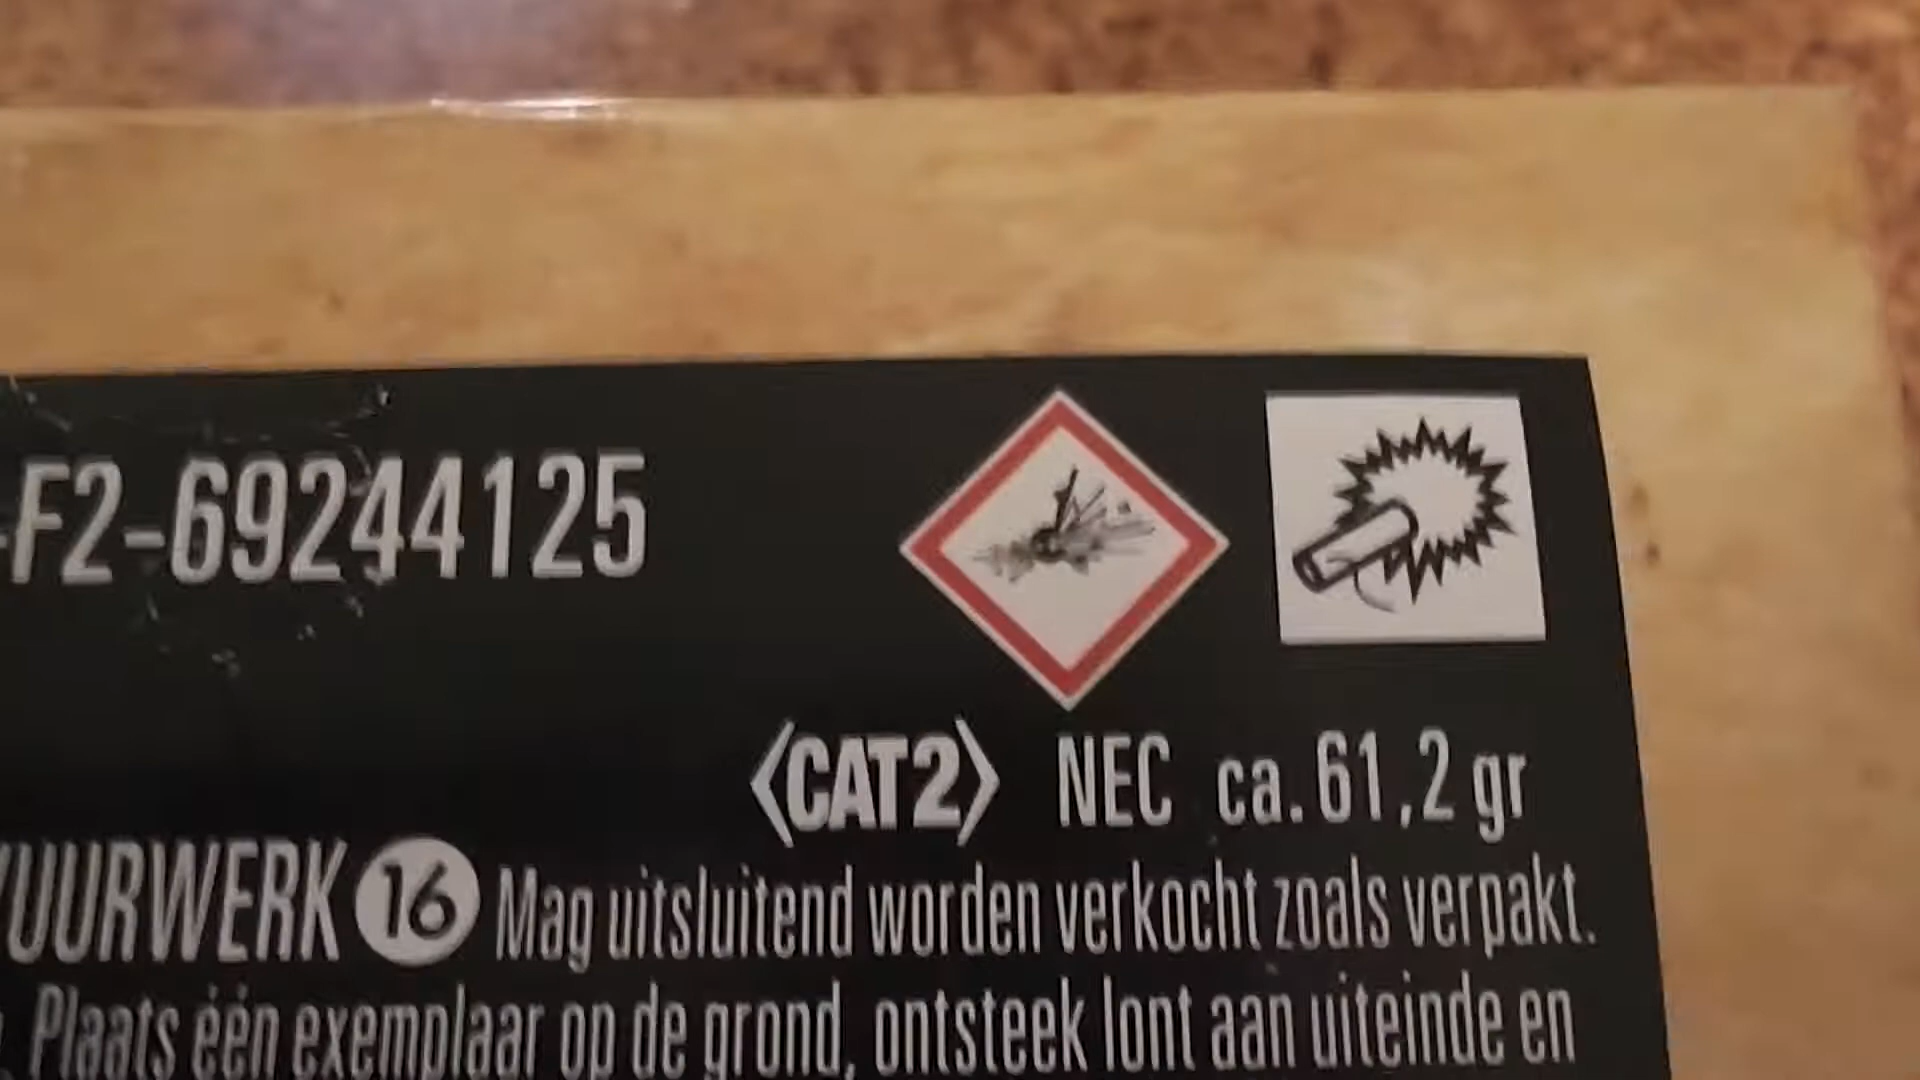 -F2-69244125
⟨CAT2⟩ NEC ca. 61,2 gr
VUURWERK 16 Mag uitsluitend worden verkocht zoals verpakt.
. Plaats één exemplaar op de grond, ontsteek lont aan uiteinde en